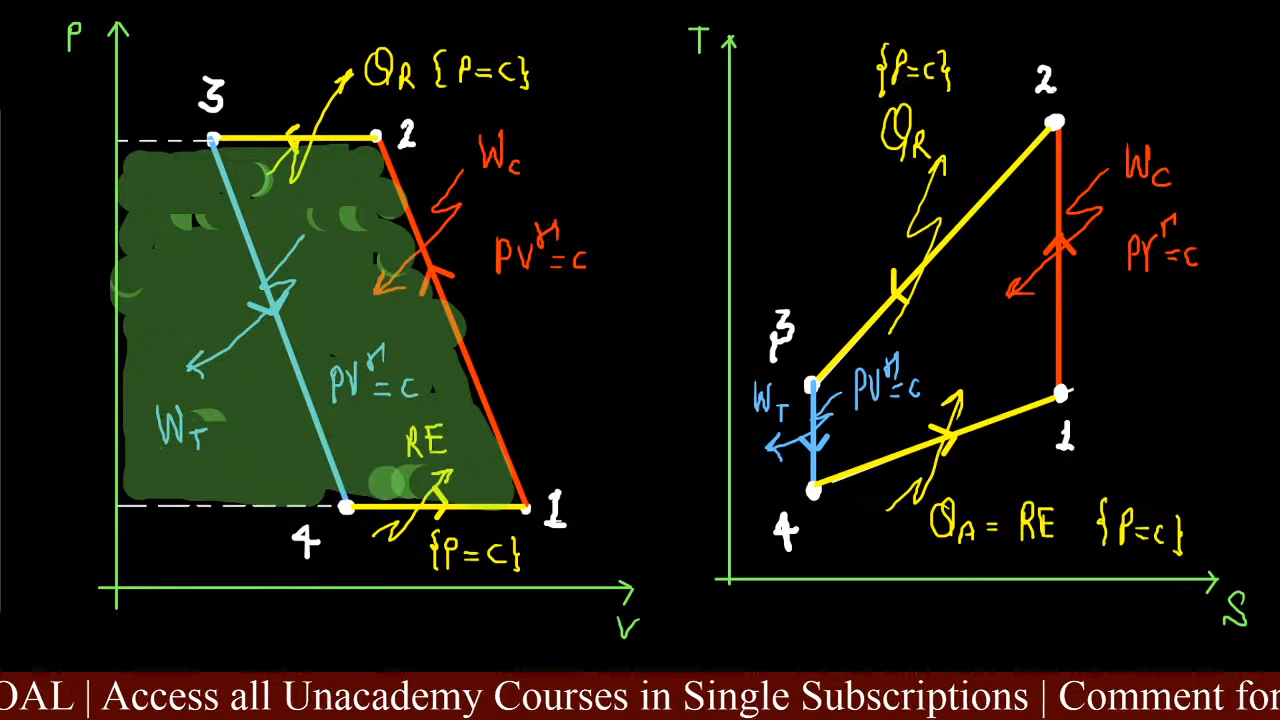 P
3
Q_R {P=C}
2
W_C
PV^γ=C
PV^γ=C
W_T
RE
4
1
{P=C}
V
T
{P=C}
Q_R
2
W_C
PV^γ=C
3
W_T
PV^γ=C
1
4
Q_A = RE {P=C}
S
OAL | Access all Unacademy Courses in Single Subscriptions | Comment for